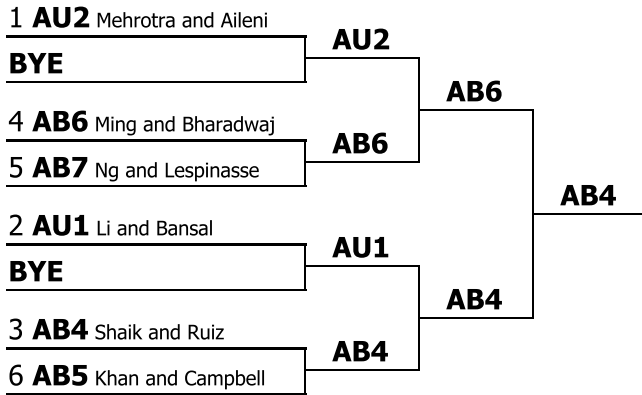 1 AU2 Mehrotra and Aileni
BYE
4 AB6 Ming and Bharadwaj
5 AB7 Ng and Lespinasse
2 AU1 Li and Bansal
BYE
3 AB4 Shaik and Ruiz
6 AB5 Khan and Campbell
AU2
AB6
AU1
AB4
AB6
AB4
AB4